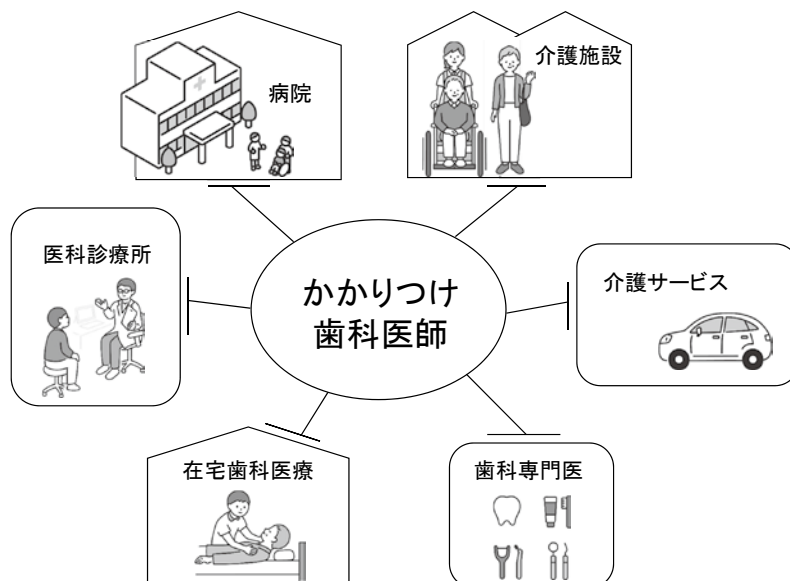 病院
介護施設
医科診療所
かかりつけ
歯科医師
介護サービス
在宅歯科医療
歯科専門医